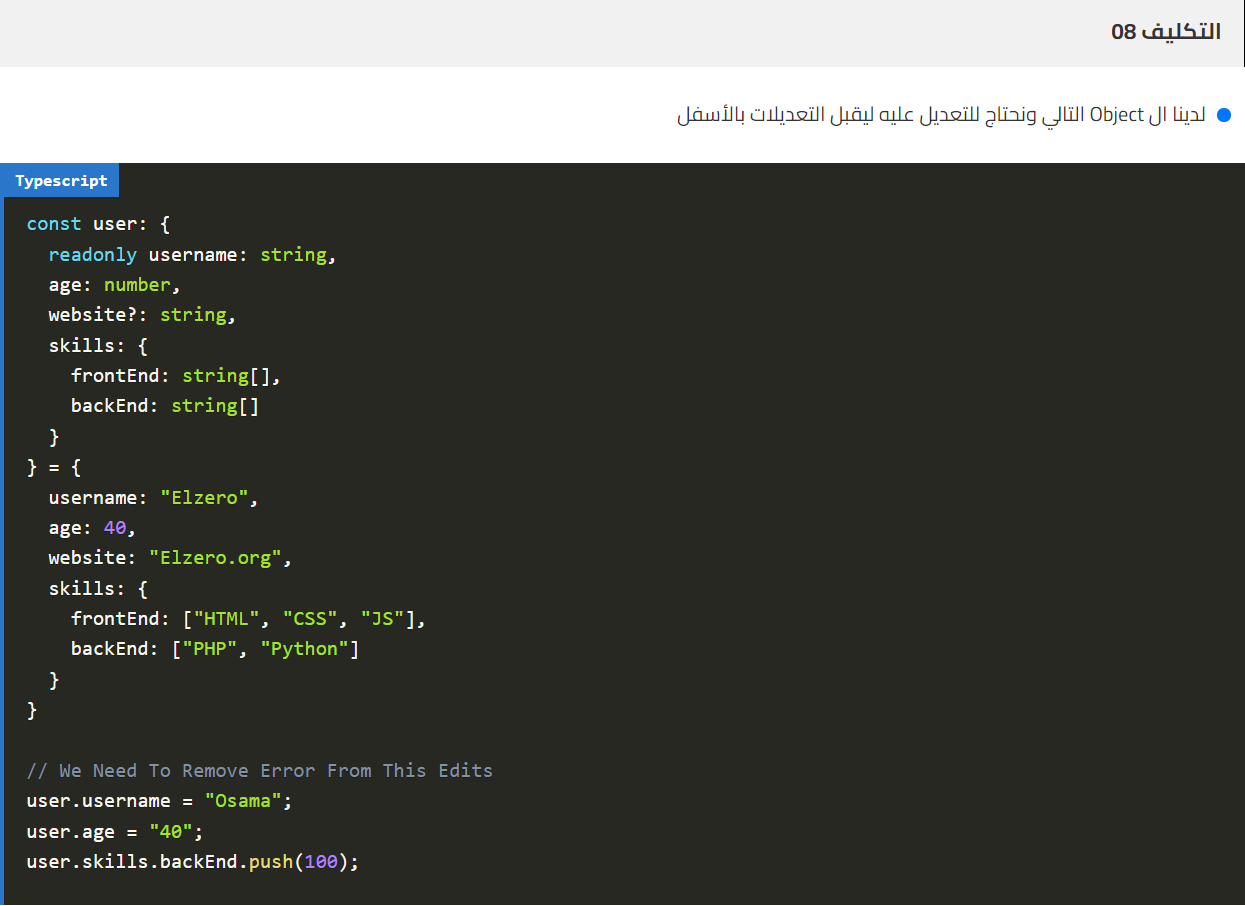 التكليف 08
لدينا ال Object التالي ونحتاج للتعديل عليه ليقبل التعديلات بالأسفل
Typescript
const user: {
  readonly username: string,
  age: number,
  website?: string,
  skills: {
    frontEnd: string[],
    backEnd: string[]
  }
} = {
  username: "Elzero",
  age: 40,
  website: "Elzero.org",
  skills: {
    frontEnd: ["HTML", "CSS", "JS"],
    backEnd: ["PHP", "Python"]
  }
}
// We Need To Remove Error From This Edits
user.username = "Osama";
user.age = "40";
user.skills.backEnd.push(100);